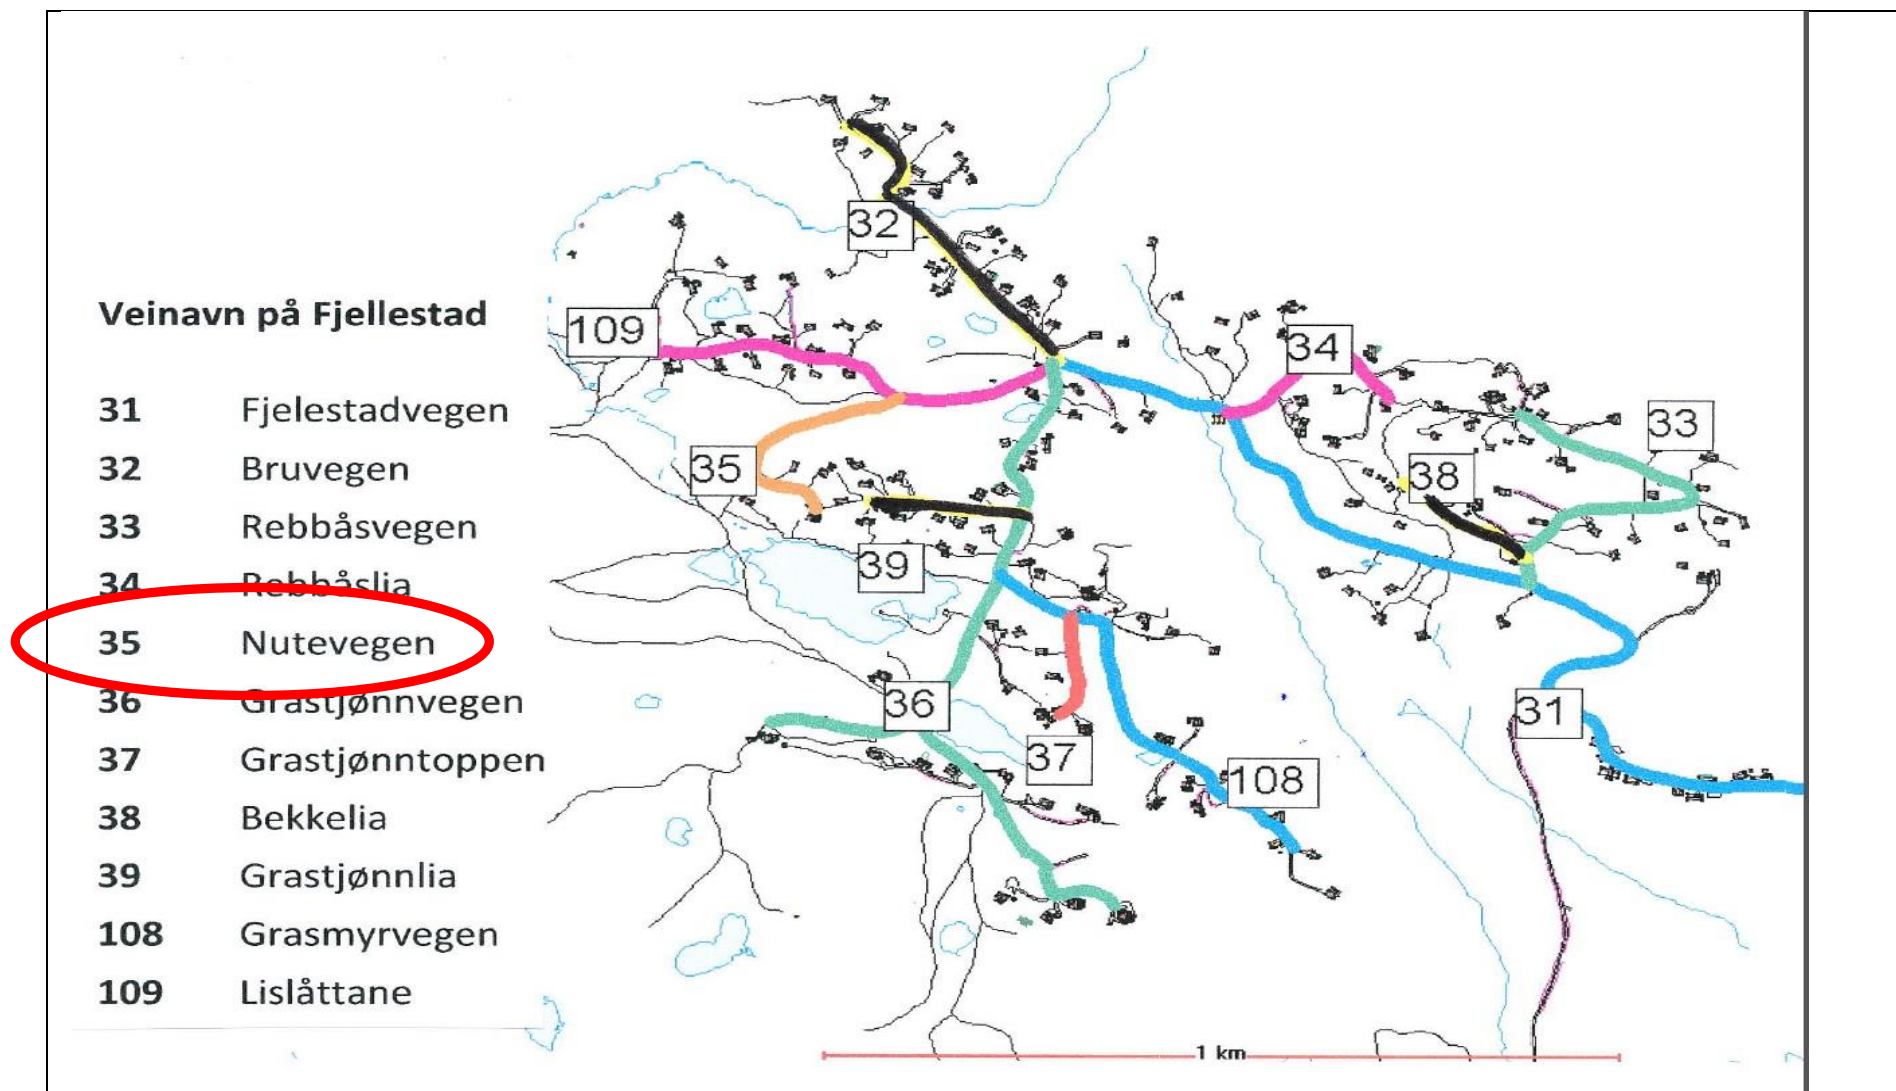 Veinavn på Fjellestad
31 Fjelestadvegen
32 Bruvegen
33 Rebbåsvegen
34 Rebbåslia
35 Nutevegen
36 Grastjønnvegen
37 Grastjønntoppen
38 Bekkelia
39 Grastjønnlia
108 Grasmyrvegen
109 Lislåttane
32
109
34
33
35
38
39
36
31
37
108
1 km